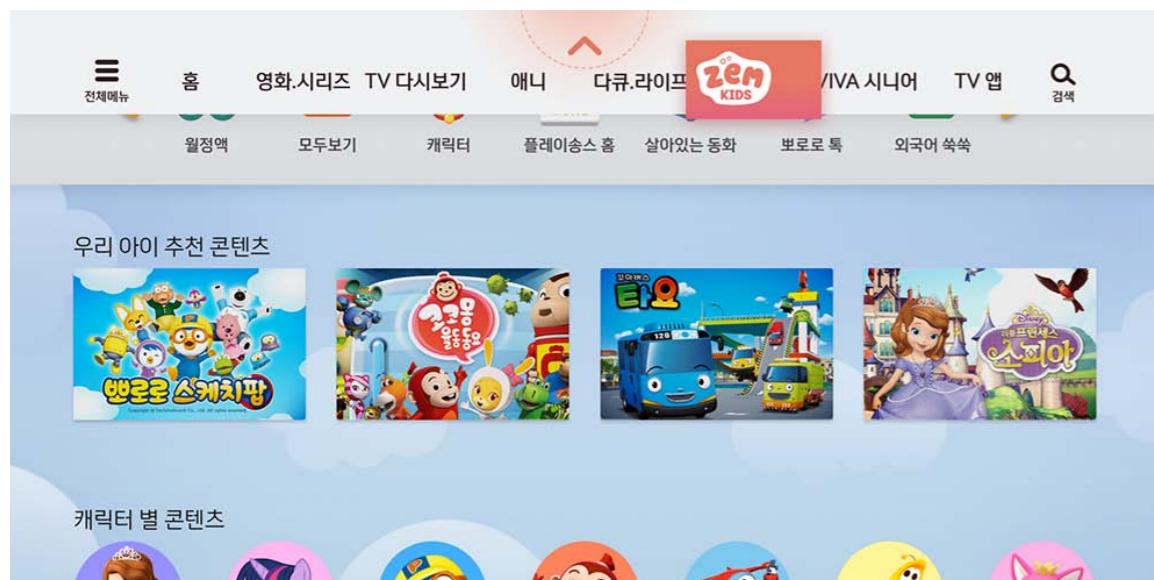 전체메뉴
홈
영화.시리즈
TV 다시보기
애니
다큐.라이프
zem
KIDS
VIVA 시니어
TV 앱
검색
월정액
모두보기
캐릭터
플레이송스 홈
살아있는 동화
뽀로로 톡
외국어 쑥쑥
우리 아이 추천 콘텐츠
뽀로로 스케치팝
코코몽
율동동요
꼬마버스
타요
120
Disney
리틀프린세스
소피아
캐릭터 별 콘텐츠
P